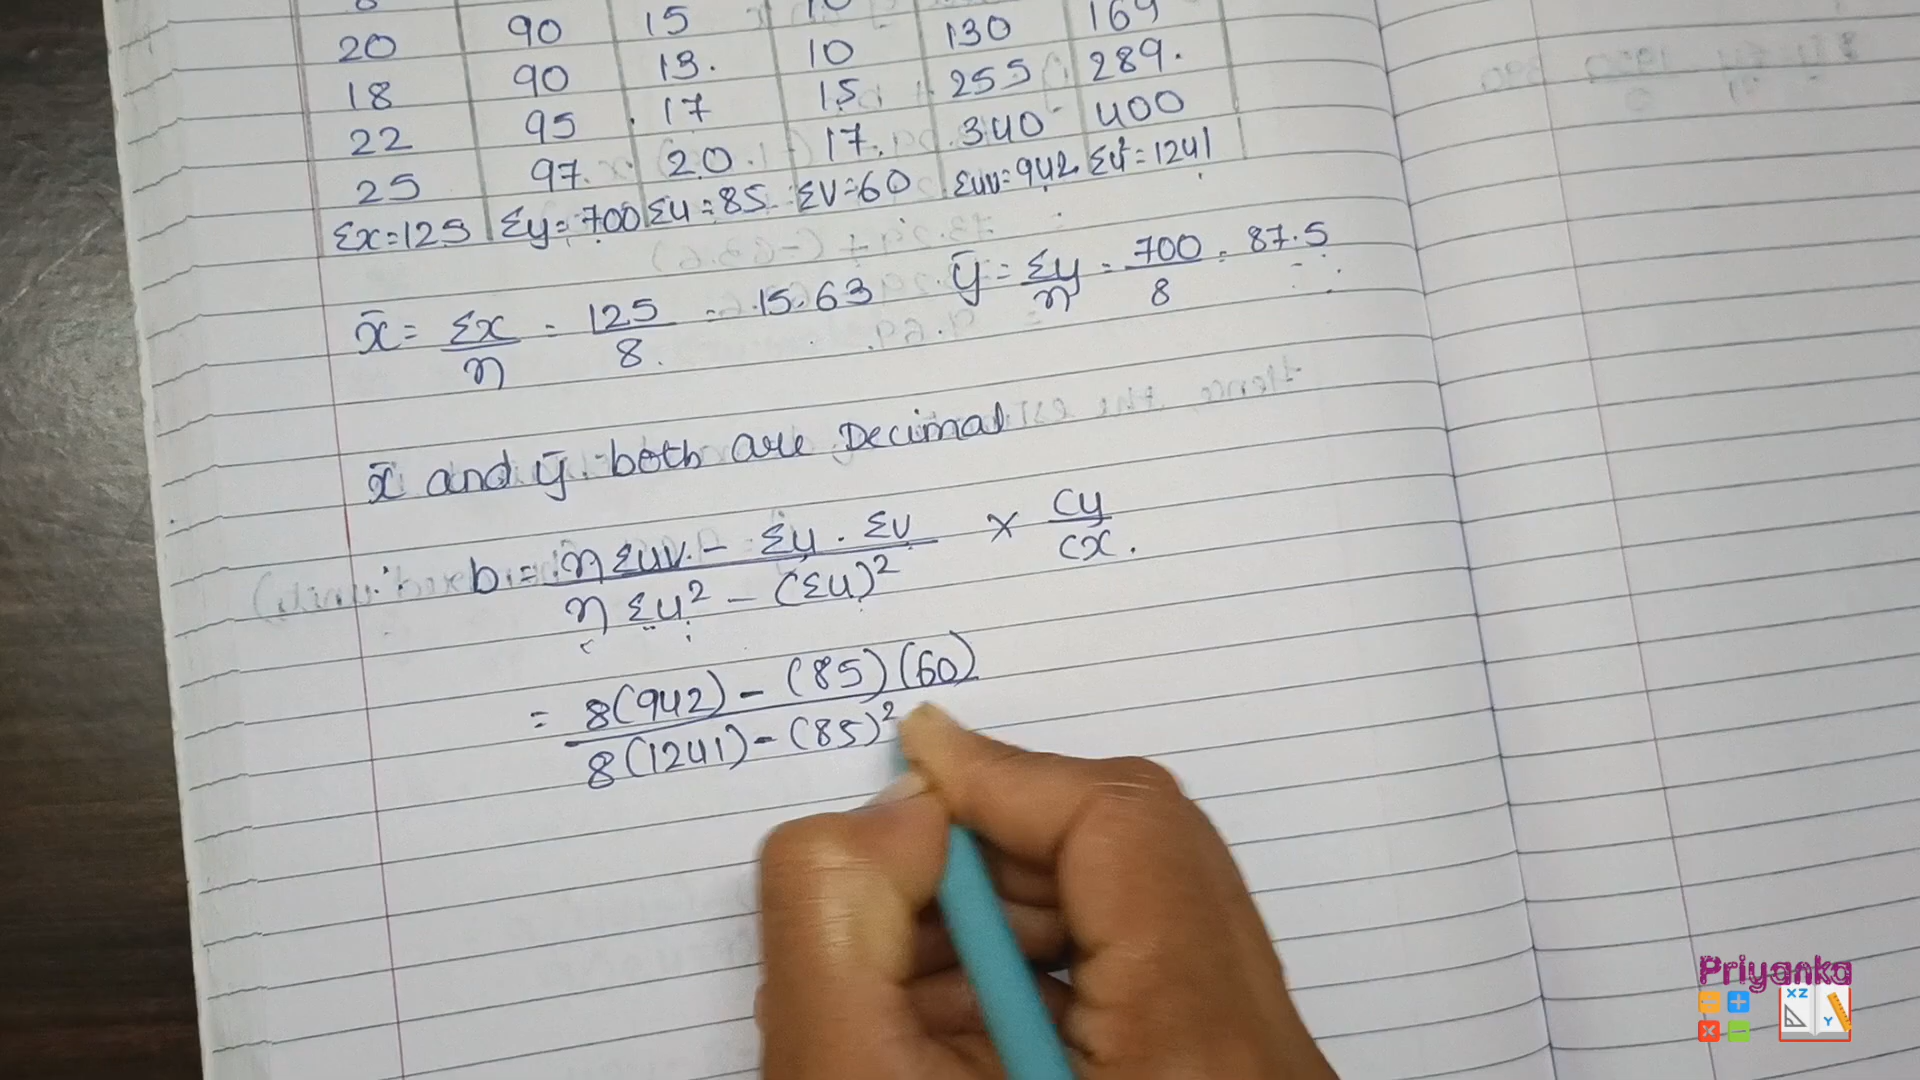 20 90 15 130 169
18 90 13. 10 255 289.
22 95 17 15 340 400
25 97 20 17. Σuv=942 Σu²=1241
Σx=125 Σy=700 Σu=85 Σv=60
x̄ = Σx/n = 125/8. = 15.63 ȳ = Σy/n = 700/8 = 87.5
x̄ and ȳ both are Decimal
∴ b = nΣuv - Σu . Σv / nΣu² - (Σu)² × Cy/Cx.
= 8(942) - (85)(60) / 8(1241) - (85)²
Priyanka
XZ
Y